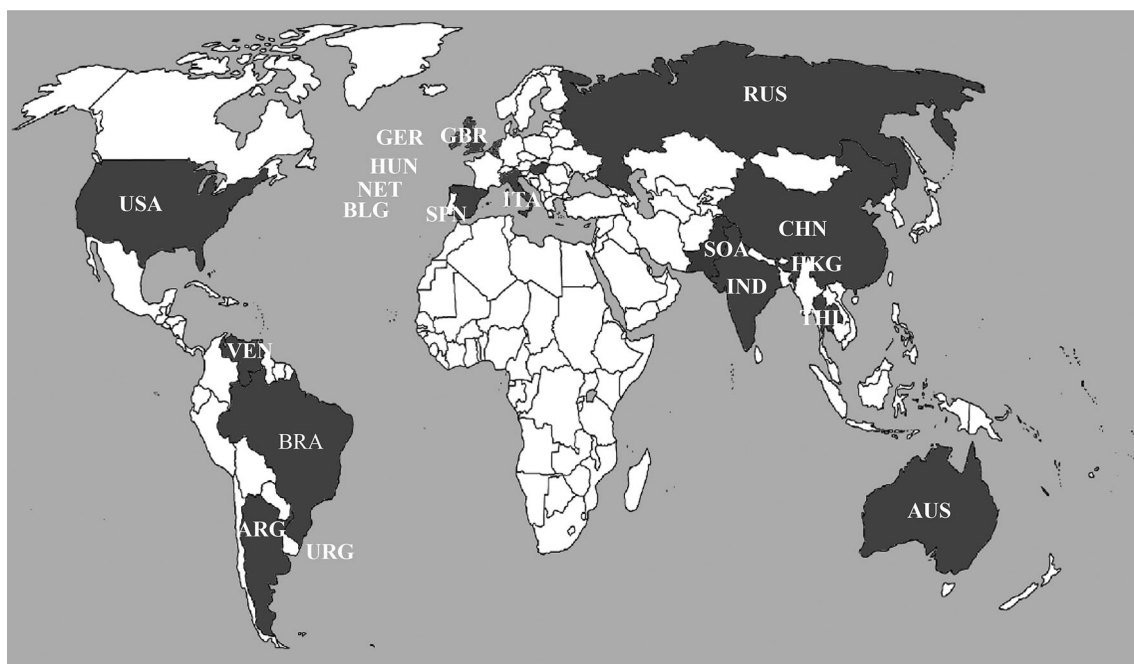 RUS
GER
GBR
HUN
NET
BLG
USA
SPN
ITA
CHN
SOA
HKG
IND
THL
VEN
BRA
ARG
URG
AUS